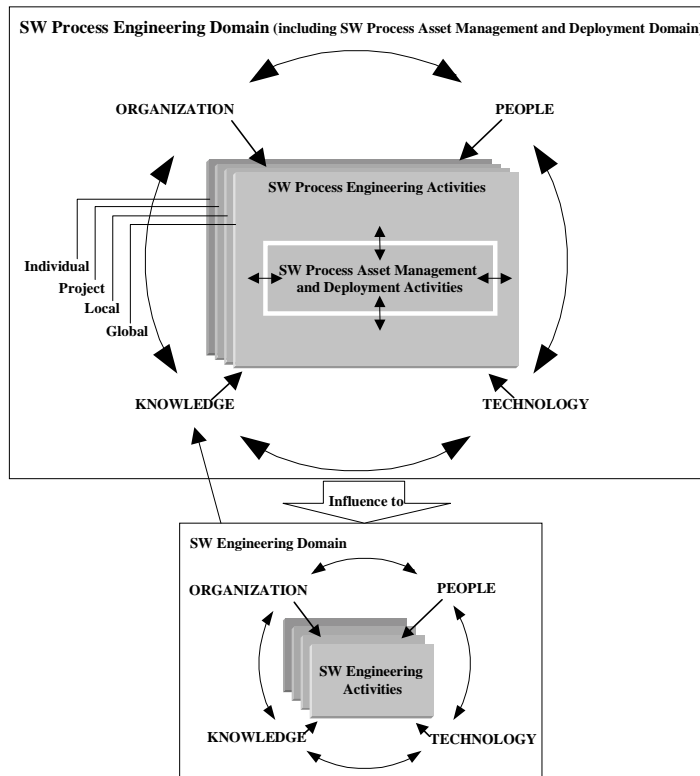 SW Process Engineering Domain (including SW Process Asset Management and Deployment Domain)
ORGANIZATION
PEOPLE
SW Process Engineering Activities
Individual
Project
Local
Global
SW Process Asset Management
and Deployment Activities
KNOWLEDGE
TECHNOLOGY
Influence to
SW Engineering Domain
ORGANIZATION
PEOPLE
SW Engineering
Activities
KNOWLEDGE
TECHNOLOGY